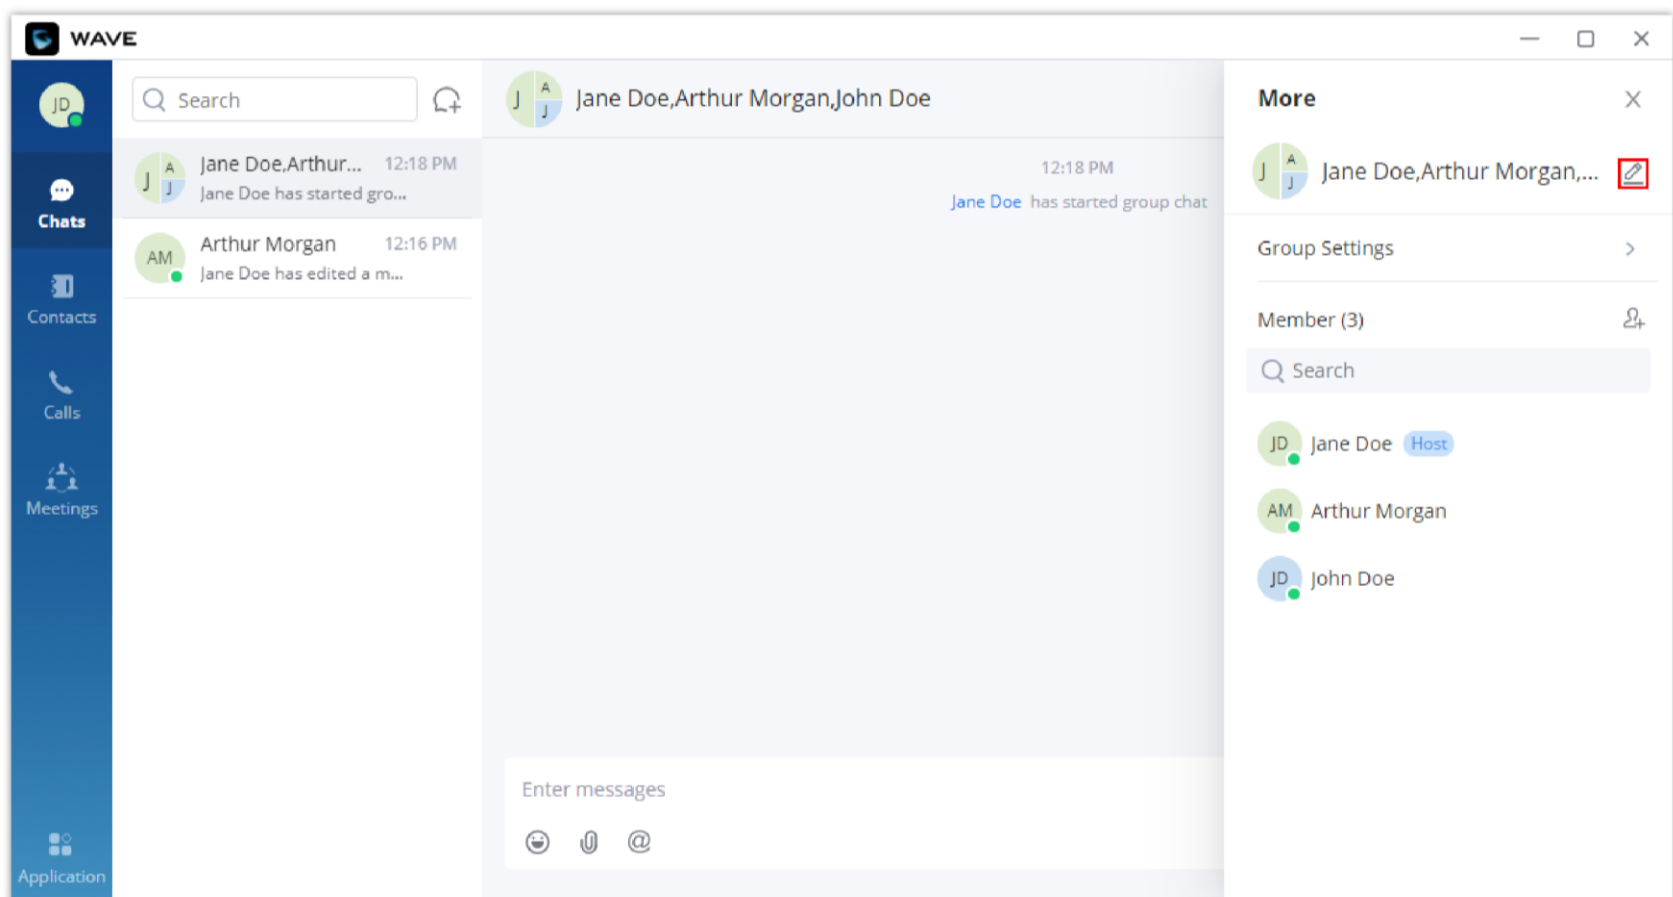 WAVE
JD
Chats
Contacts
Calls
Meetings
Application
Search
J A J
Jane Doe,Arthur... 12:18 PM
Jane Doe has started gro...
AM
Arthur Morgan 12:16 PM
Jane Doe has edited a m...
J A J
Jane Doe,Arthur Morgan,John Doe
12:18 PM
Jane Doe has started group chat
Enter messages
@
More
J A J
Jane Doe,Arthur Morgan,...
Group Settings
Member (3)
Search
JD Jane Doe Host
AM Arthur Morgan
JD John Doe